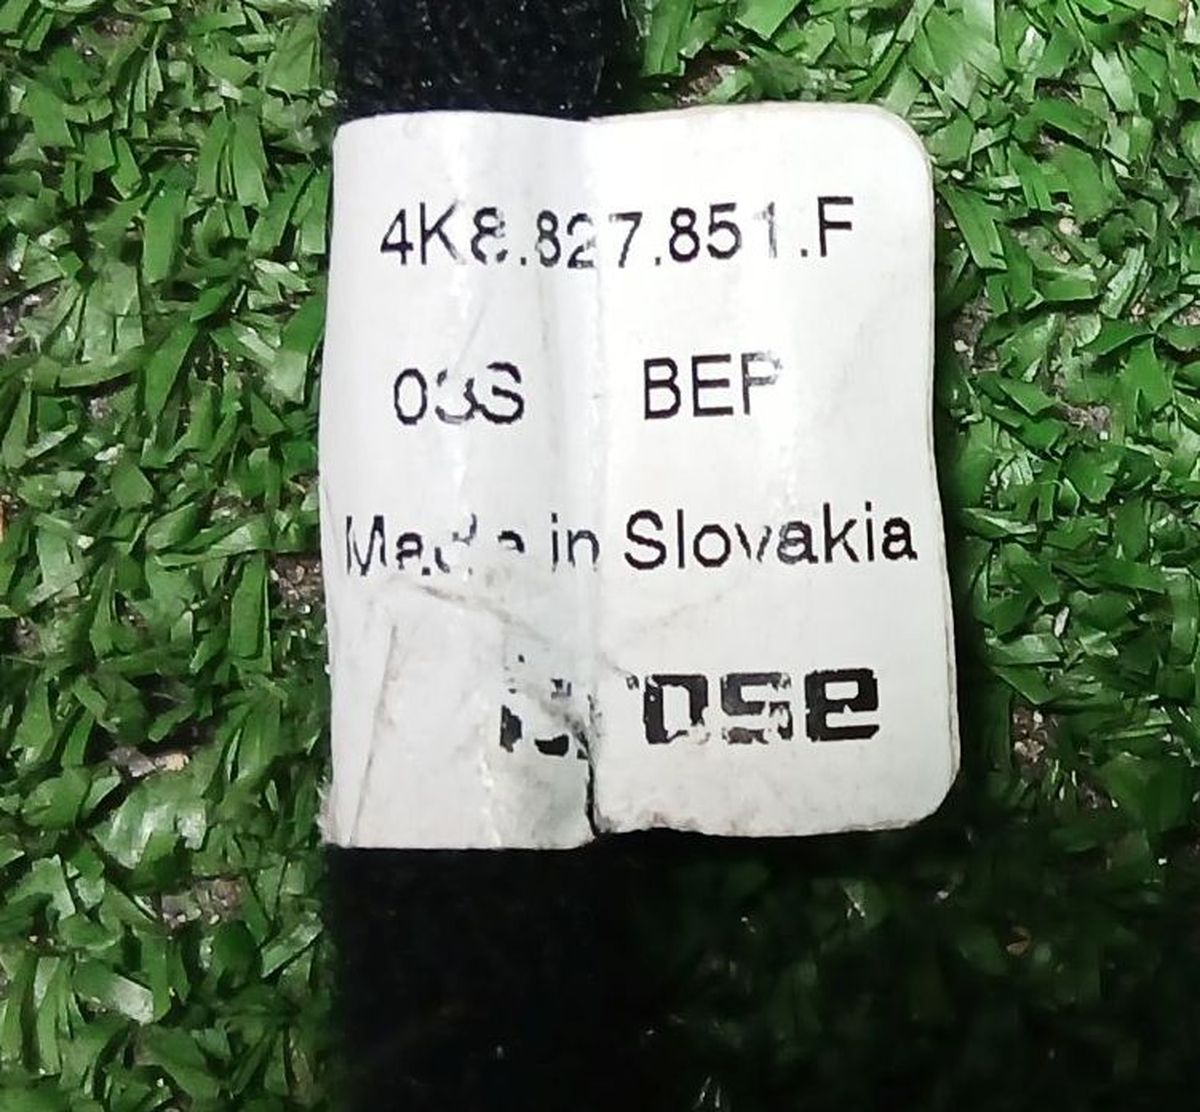 4K8.827.851.F
03S BEP
Made in Slovakia